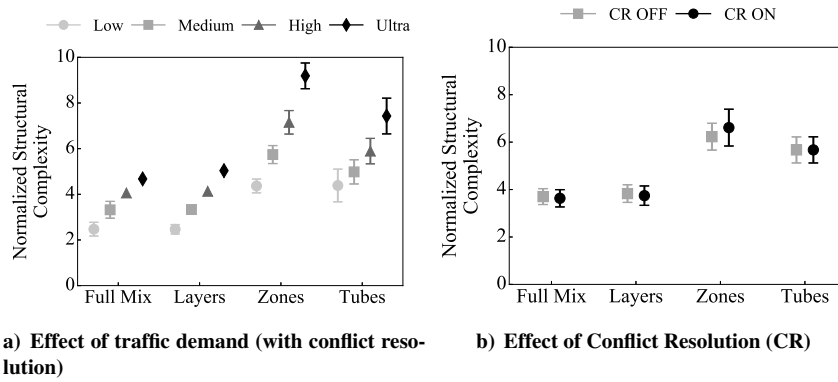 Low Medium High Ultra
10
8
6
4
2
0
Normalized Structural
Complexity
Full Mix Layers Zones Tubes
a) Effect of traffic demand (with conflict reso-
lution)
CR OFF CR ON
10
8
6
4
2
0
Normalized Structural
Complexity
Full Mix Layers Zones Tubes
b) Effect of Conflict Resolution (CR)